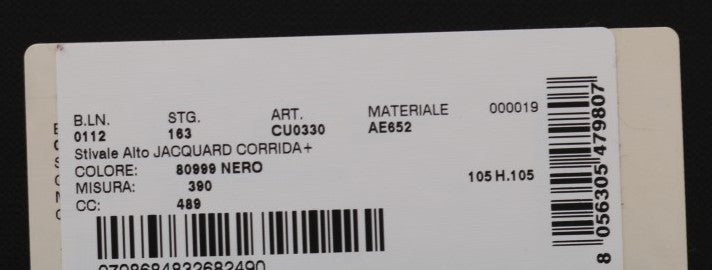 B.LN. STG. ART. MATERIALE 000019
0112 163 CU0330 AE652
Stivale Alto JACQUARD CORRIDA+
COLORE: 80999 NERO
MISURA: 390 105 H.105
CC: 489
8 056305 479807